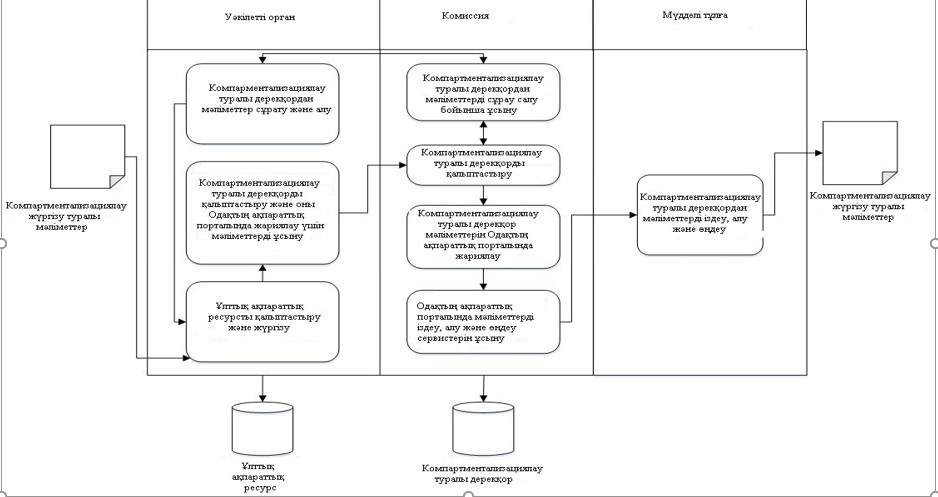 Уәкілетті орган
Комиссия
Мүдделі тұлға
Компарментализациялау
туралы дерекқордан
мәліметтер сұрату және алу
Компартментализациялау
туралы дерекқордан
мәліметтерді сұрау салу
бойынша ұсыну
Компартментализациялау
туралы дерекқорды
қалыптастыру
Компартментализациялау
туралы дерекқорды
қалыптастыру және оны
Одақтың ақпараттық
порталында жариялау үшін
мәліметтерді ұсыну
Компартментализациялау
туралы дерекқор
мәліметтерін Одақтың
ақпараттық порталында
жариялау
Компартментализациялау
туралы дерекқордан
мәліметтерді іздеу, алу
және өңдеу
Ұлттық ақпараттық
ресурсты қалыптастыру
және жүргізу
Одақтың ақпараттық
порталында мәліметтерді
іздеу, алу және өңдеу
сервистерін ұсыну
Компартментализациялау
жүргізу туралы
мәліметтер
Компартментализациялау
жүргізу туралы
мәліметтер
Ұлттық
ақпараттық
ресурс
Компартментализациялау
туралы дерекқор